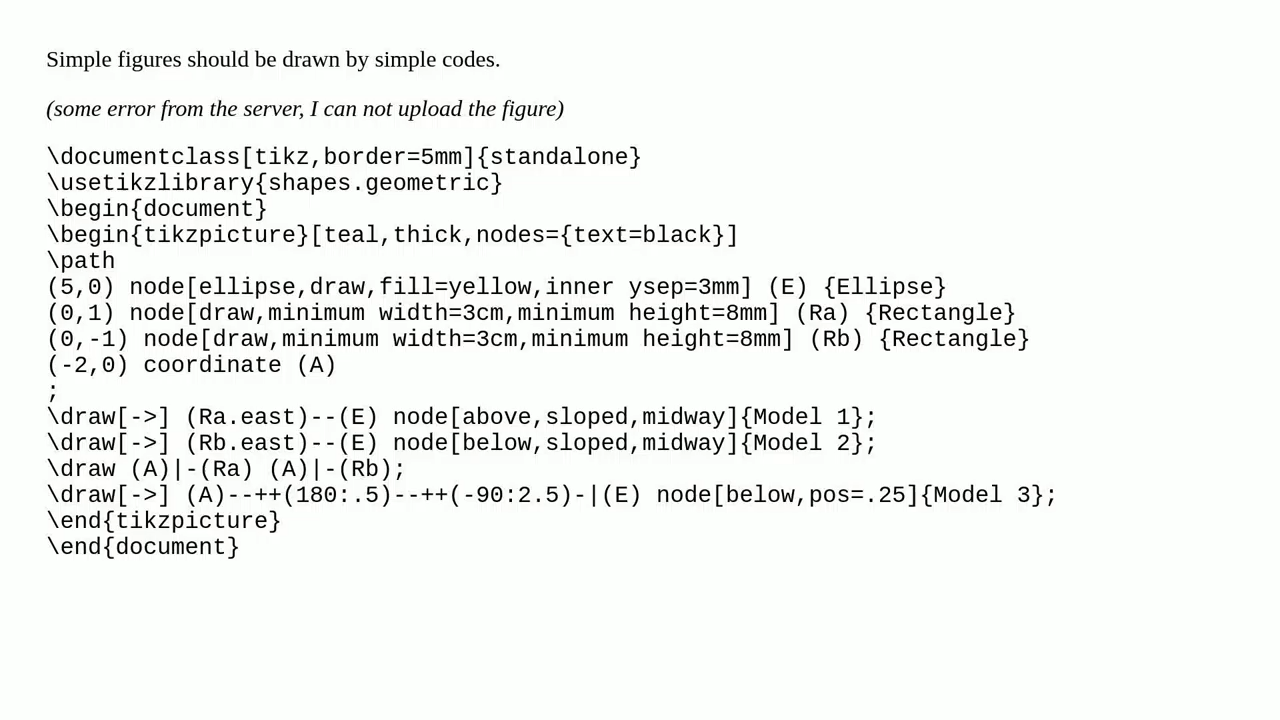 Simple figures should be drawn by simple codes.
(some error from the server, I can not upload the figure)
\documentclass[tikz,border=5mm]{standalone}
\usetikzlibrary{shapes.geometric}
\begin{document}
\begin{tikzpicture}[teal,thick,nodes={text=black}]
\path
(5,0) node[ellipse,draw,fill=yellow,inner ysep=3mm] (E) {Ellipse}
(0,1) node[draw,minimum width=3cm,minimum height=8mm] (Ra) {Rectangle}
(0,-1) node[draw,minimum width=3cm,minimum height=8mm] (Rb) {Rectangle}
(-2,0) coordinate (A)
;
\draw[->] (Ra.east)--(E) node[above,sloped,midway]{Model 1};
\draw[->] (Rb.east)--(E) node[below,sloped,midway]{Model 2};
\draw (A)|-(Ra) (A)|-(Rb);
\draw[->] (A)--++(180:.5)--++(-90:2.5)-|(E) node[below,pos=.25]{Model 3};
\end{tikzpicture}
\end{document}